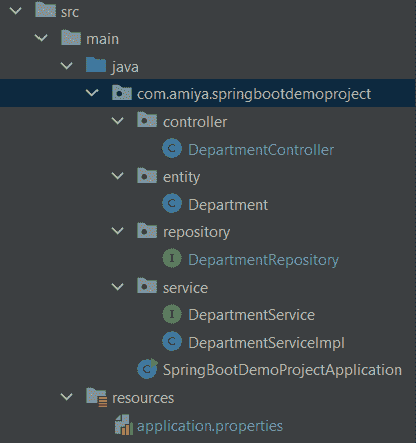 src
main
java
com.amiya.springbootdemoproject
controller
C DepartmentController
entity
C Department
repository
I DepartmentRepository
service
I DepartmentService
C DepartmentServiceImpl
C SpringBootDemoProjectApplication
resources
application.properties